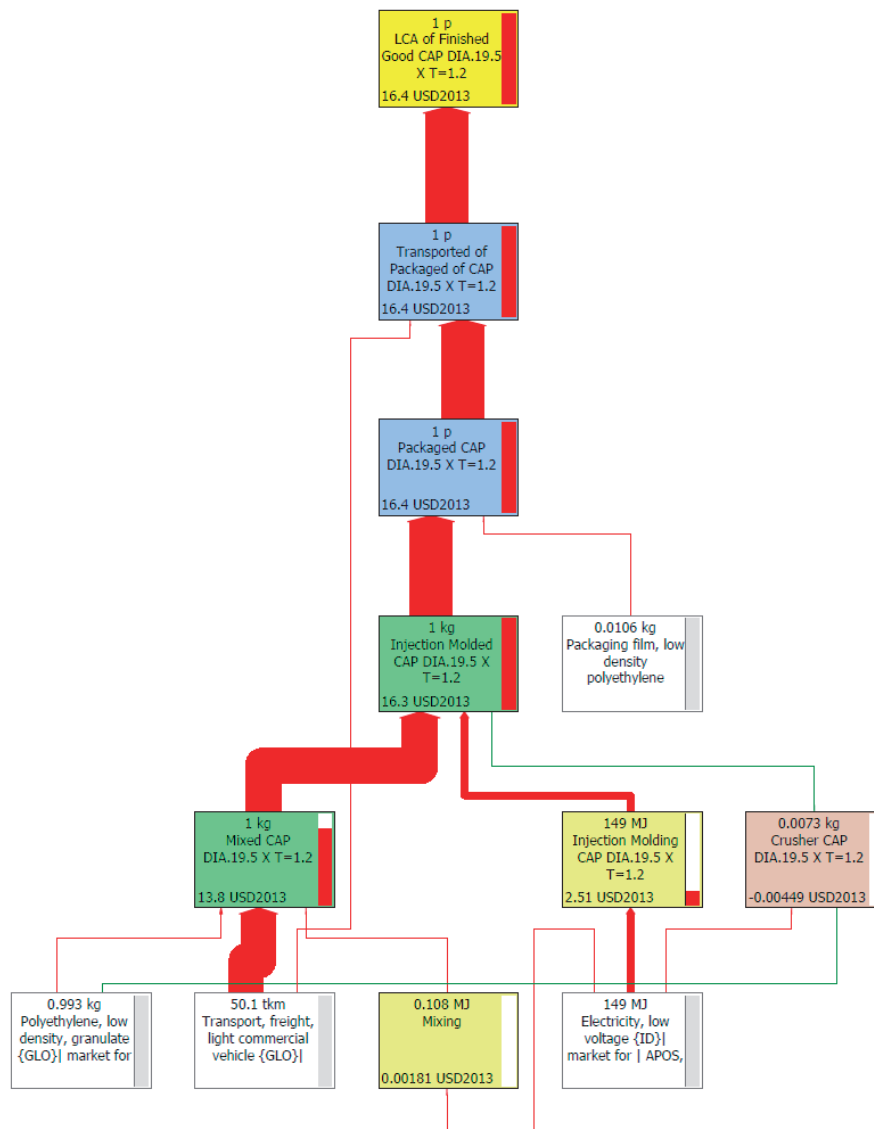 1 p
LCA of Finished
Good CAP DIA.19.5
X T=1.2
16.4 USD2013
1 p
Transported of
Packaged of CAP
DIA.19.5 X T=1.2
16.4 USD2013
1 p
Packaged CAP
DIA.19.5 X T=1.2
16.4 USD2013
1 kg
Injection Molded
CAP DIA.19.5 X
T=1.2
16.3 USD2013
0.0106 kg
Packaging film, low
density
polyethylene
1 kg
Mixed CAP
DIA.19.5 X T=1.2
13.8 USD2013
149 MJ
Injection Molding
CAP DIA.19.5 X
T=1.2
2.51 USD2013
0.0073 kg
Crusher CAP
DIA.19.5 X T=1.2
-0.00449 USD2013
0.993 kg
Polyethylene, low
density, granulate
{GLO}| market for
50.1 tkm
Transport, freight,
light commercial
vehicle {GLO}|
0.108 MJ
Mixing
0.00181 USD2013
149 MJ
Electricity, low
voltage {ID}|
market for | APOS,